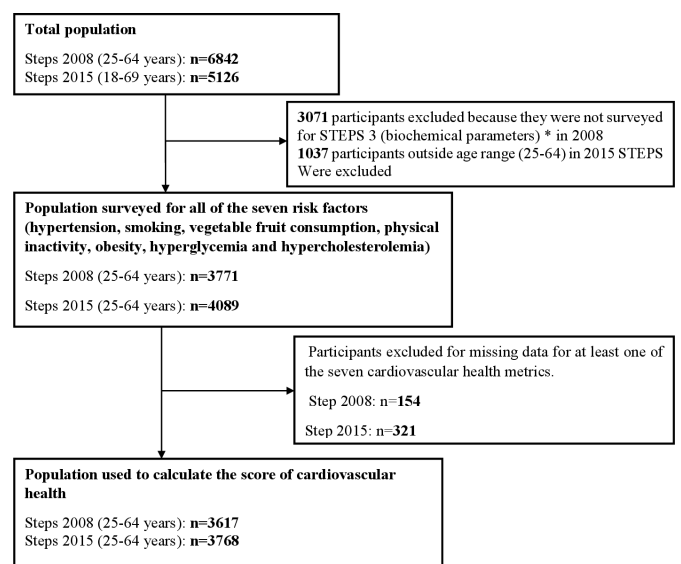 Total population
Steps 2008 (25-64 years): n=6842
Steps 2015 (18-69 years): n=5126
3071 participants excluded because they were not surveyed
for STEPS 3 (biochemical parameters) * in 2008
1037 participants outside age range (25-64) in 2015 STEPS
Were excluded
Population surveyed for all of the seven risk factors
(hypertension, smoking, vegetable fruit consumption, physical
inactivity, obesity, hyperglycemia and hypercholesterolemia)
Steps 2008 (25-64 years): n=3771
Steps 2015 (25-64 years): n=4089
Participants excluded for missing data for at least one of
the seven cardiovascular health metrics.
Step 2008: n=154
Step 2015: n=321
Population used to calculate the score of cardiovascular
health
Steps 2008 (25-64 years): n=3617
Steps 2015 (25-64 years): n=3768